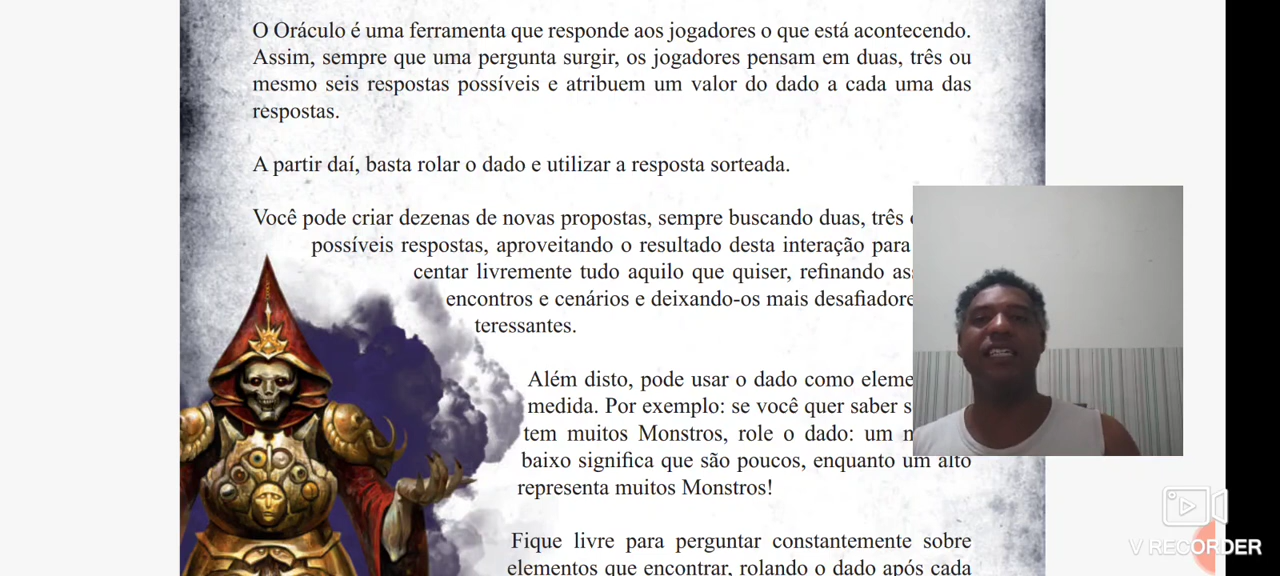 O Oráculo é uma ferramenta que responde aos jogadores o que está acontecendo.
Assim, sempre que uma pergunta surgir, os jogadores pensam em duas, três ou
mesmo seis respostas possíveis e atribuem um valor do dado a cada uma das
respostas.
A partir daí, basta rolar o dado e utilizar a resposta sorteada.
Você pode criar dezenas de novas propostas, sempre buscando duas, três
possíveis respostas, aproveitando o resultado desta interação para
centar livremente tudo aquilo que quiser, refinando
encontros e cenários e deixando-os mais
teressantes.
Além disto, pode usar o dado como
medida. Por exemplo: se você quer saber
tem muitos Monstros, role o dado: um
baixo significa que são poucos, enquanto um alto
representa muitos Monstros!
Fique livre para perguntar constantemente sobre
elementos que encontrar, rolando o dado após cada
V RECORDER